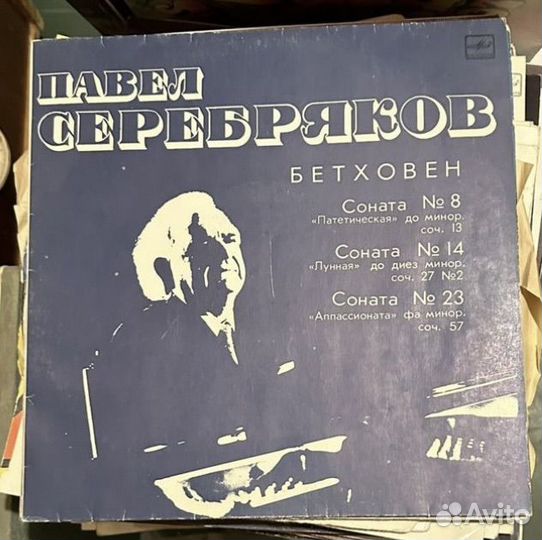 ПАВЕЛ
СЕРЕБРЯКОВ
БЕТХОВЕН
Соната № 8
«Патетическая» до минор.
соч. 13
Соната № 14
«Лунная» до диез минор.
соч. 27 №2
Соната № 23
«Аппассионата» фа минор.
соч. 57
Avito